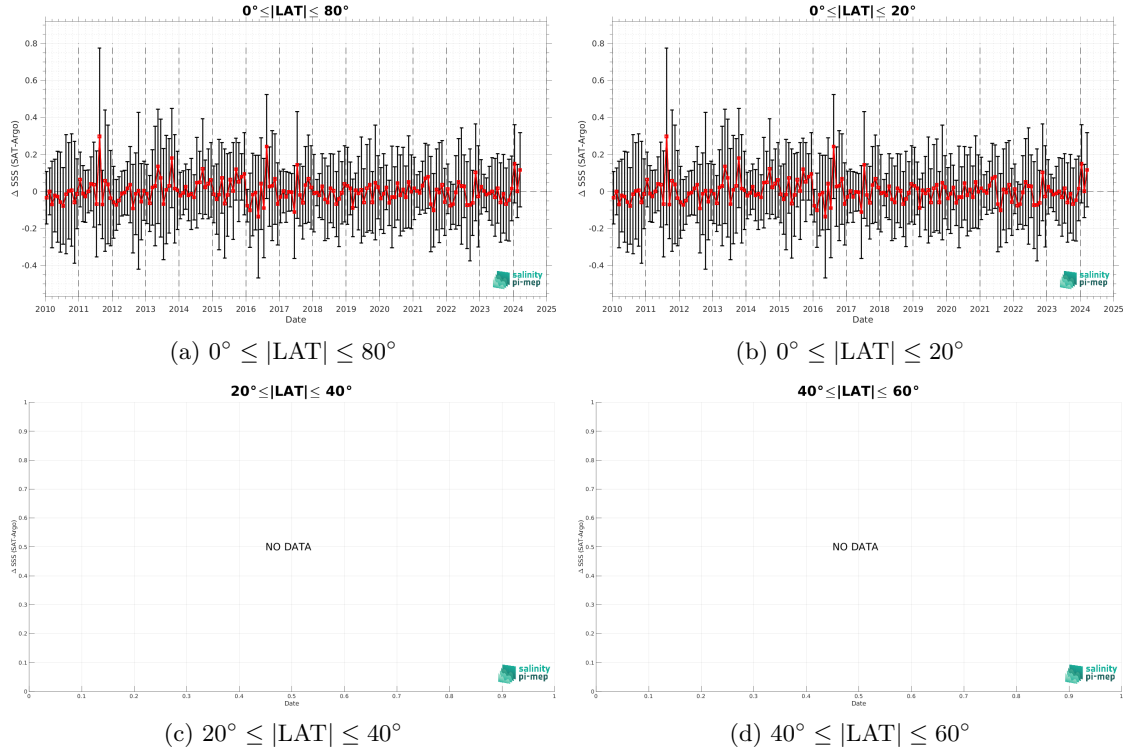 0°≤|LAT|≤ 80°
Δ SSS (SAT-Argo)
0.8
0.6
0.4
0.2
0
-0.2
-0.4
2010 2011 2012 2013 2014 2015 2016 2017 2018 2019 2020 2021 2022 2023 2024 2025
Date
salinity
pi-mep
(a) 0° ≤ |LAT| ≤ 80°
0°≤|LAT|≤ 20°
Δ SSS (SAT-Argo)
0.8
0.6
0.4
0.2
0
-0.2
-0.4
2010 2011 2012 2013 2014 2015 2016 2017 2018 2019 2020 2021 2022 2023 2024 2025
Date
salinity
pi-mep
(b) 0° ≤ |LAT| ≤ 20°
20°≤|LAT|≤ 40°
Δ SSS (SAT-Argo)
1
0.9
0.8
0.7
0.6
0.5
0.4
0.3
0.2
0.1
0
NO DATA
0 0.1 0.2 0.3 0.4 0.5 0.6 0.7 0.8 0.9 1
Date
salinity
pi-mep
(c) 20° ≤ |LAT| ≤ 40°
40°≤|LAT|≤ 60°
Δ SSS (SAT-Argo)
1
0.9
0.8
0.7
0.6
0.5
0.4
0.3
0.2
0.1
0
NO DATA
0 0.1 0.2 0.3 0.4 0.5 0.6 0.7 0.8 0.9 1
Date
salinity
pi-mep
(d) 40° ≤ |LAT| ≤ 60°